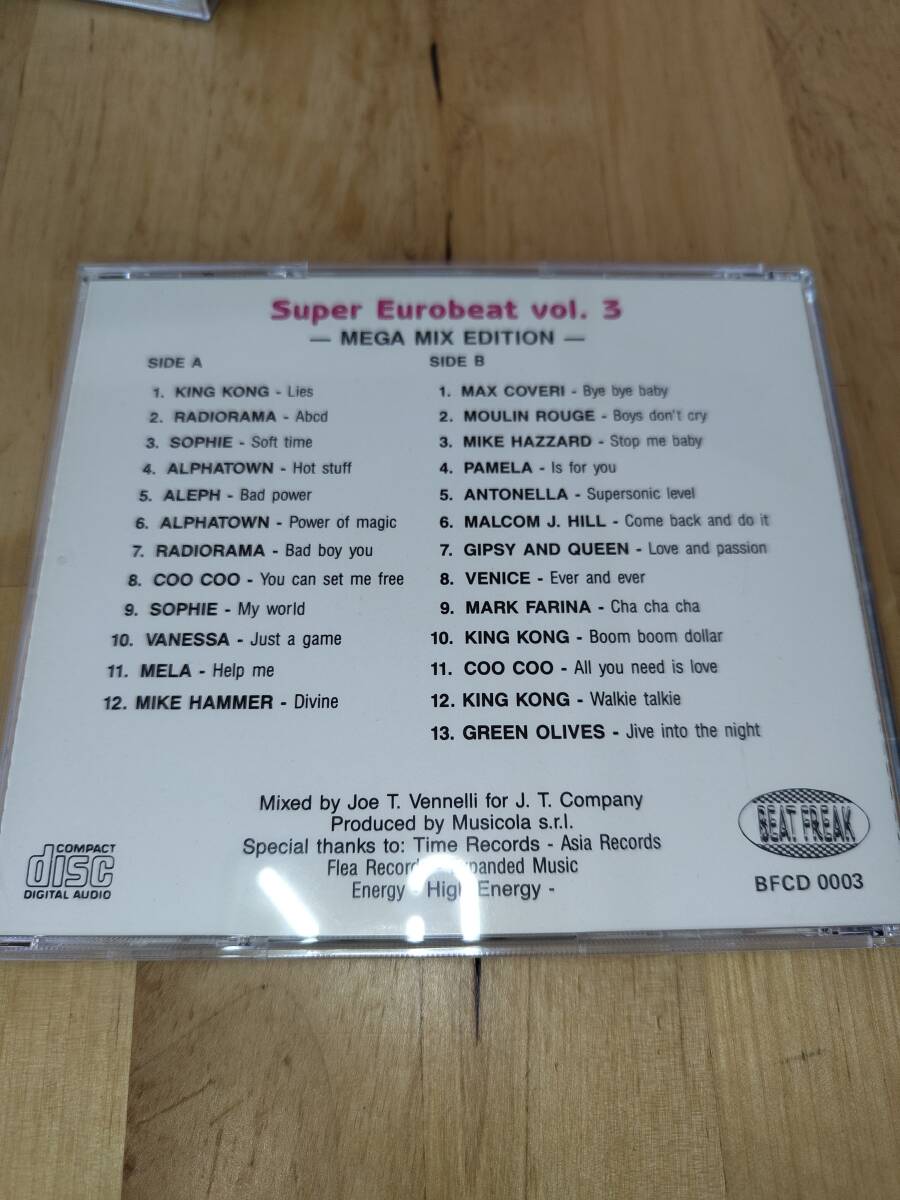 Super Eurobeat vol. 3
— MEGA MIX EDITION —
SIDE A
1. KING KONG - Lies
2. RADIORAMA - Abcd
3. SOPHIE - Soft time
4. ALPHATOWN - Hot stuff
5. ALEPH - Bad power
6. ALPHATOWN - Power of magic
7. RADIORAMA - Bad boy you
8. COO COO - You can set me free
9. SOPHIE - My world
10. VANESSA - Just a game
11. MELA - Help me
12. MIKE HAMMER - Divine
SIDE B
1. MAX COVERI - Bye bye baby
2. MOULIN ROUGE - Boys don't cry
3. MIKE HAZZARD - Stop me baby
4. PAMELA - Is for you
5. ANTONELLA - Supersonic level
6. MALCOM J. HILL - Come back and do it
7. GIPSY AND QUEEN - Love and passion
8. VENICE - Ever and ever
9. MARK FARINA - Cha cha cha
10. KING KONG - Boom boom dollar
11. COO COO - All you need is love
12. KING KONG - Walkie talkie
13. GREEN OLIVES - Jive into the night
Mixed by Joe T. Vennelli for J. T. Company
Produced by Musicola s.r.l.
Special thanks to: Time Records - Asia Records
Flea Music
Energy - High Energy -
COMPACT
disc
DIGITAL AUDIO
BEAT FREAK
BFCD 0003